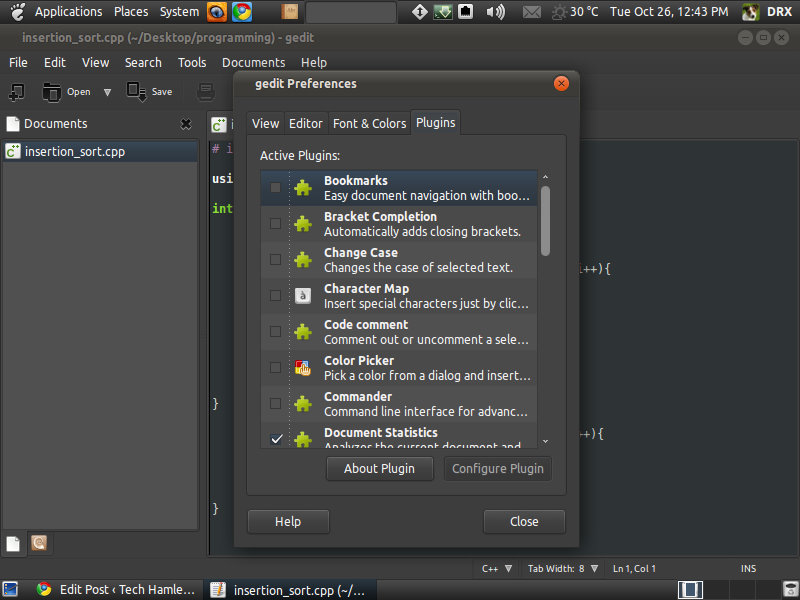 Applications Places System 30 °C Tue Oct 26, 12:43 PM DRX
insertion_sort.cpp (~/Desktop/programming) - gedit
File Edit View Search Tools Documents Help
Open Save
gedit Preferences
Documents
insertion_sort.cpp
View Editor Font & Colors Plugins
# i
usi
int
Active Plugins:
Bookmarks
Easy document navigation with boo...
Bracket Completion
Automatically adds closing brackets.
Change Case
Changes the case of selected text.
i++){
Character Map
Insert special characters just by clic...
Code comment
Comment out or uncomment a sele...
Color Picker
Pick a color from a dialog and insert...
Commander
Command line interface for advanc...
}
Document Statistics
++){
About Plugin Configure Plugin
}
Help Close
C++ Tab Width: 8 Ln 1, Col 1 INS
Edit Post ‹ Tech Hamle... insertion_sort.cpp (~/...